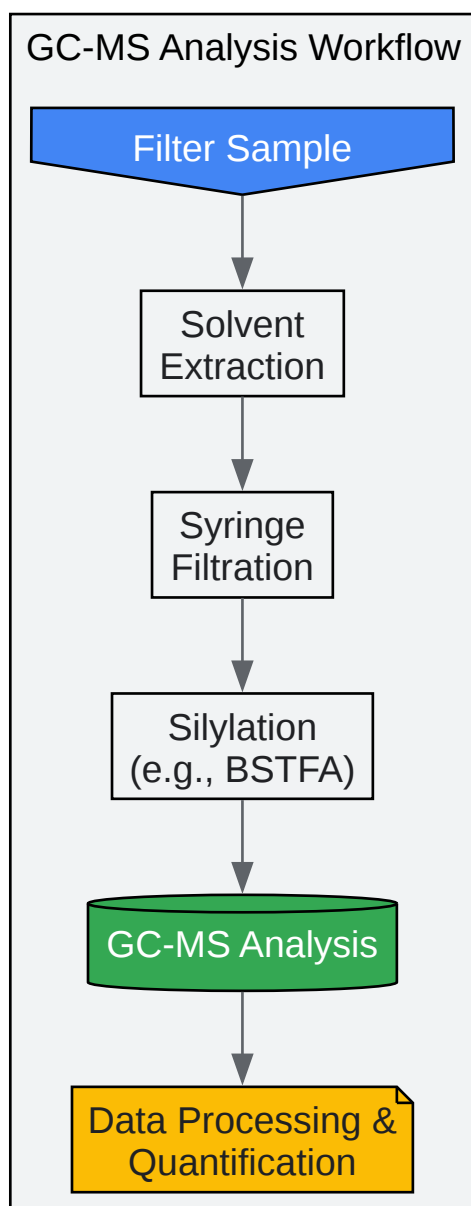 GC-MS Analysis Workflow
Filter Sample
Solvent
Extraction
Syringe
Filtration
Silylation
(e.g., BSTFA)
GC-MS Analysis
Data Processing &
Quantification